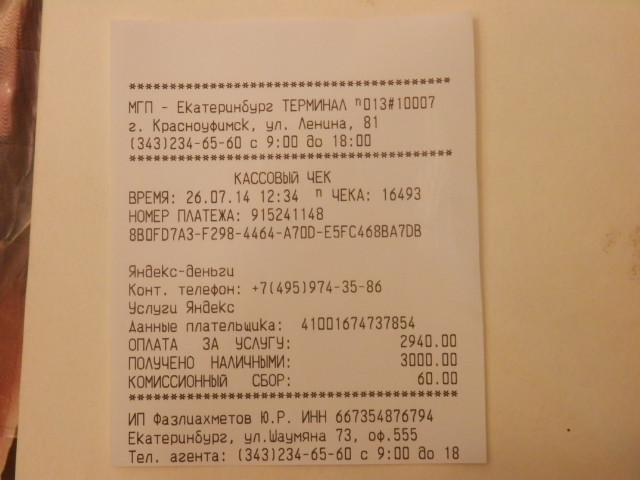 ****************************************
МГП - Екатеринбург ТЕРМИНАЛ п013#10007
г. Красноуфимск, ул. Ленина, 81
(343)234-65-60 с 9:00 до 18:00
****************************************
КАССОВЫЙ ЧЕК
ВРЕМЯ: 26.07.14 12:34 п ЧЕКА: 16493
НОМЕР ПЛАТЕЖА: 915241148
8B0FD7A3-F298-4464-A70D-E5FC468BA7DB
Яндекс-деньги
Конт. телефон: +7(495)974-35-86
Услуги Яндекс
Данные плательщика: 41001674737854
ОПЛАТА ЗА УСЛУГУ: 2940.00
ПОЛУЧЕНО НАЛИЧНЫМИ: 3000.00
КОМИССИОННЫЙ СБОР: 60.00
****************************************
ИП Фазлиахметов Ю.Р. ИНН 667354876794
Екатеринбург, ул.Шаумяна 73, оф.555
Тел. агента: (343)234-65-60 с 9:00 до 18